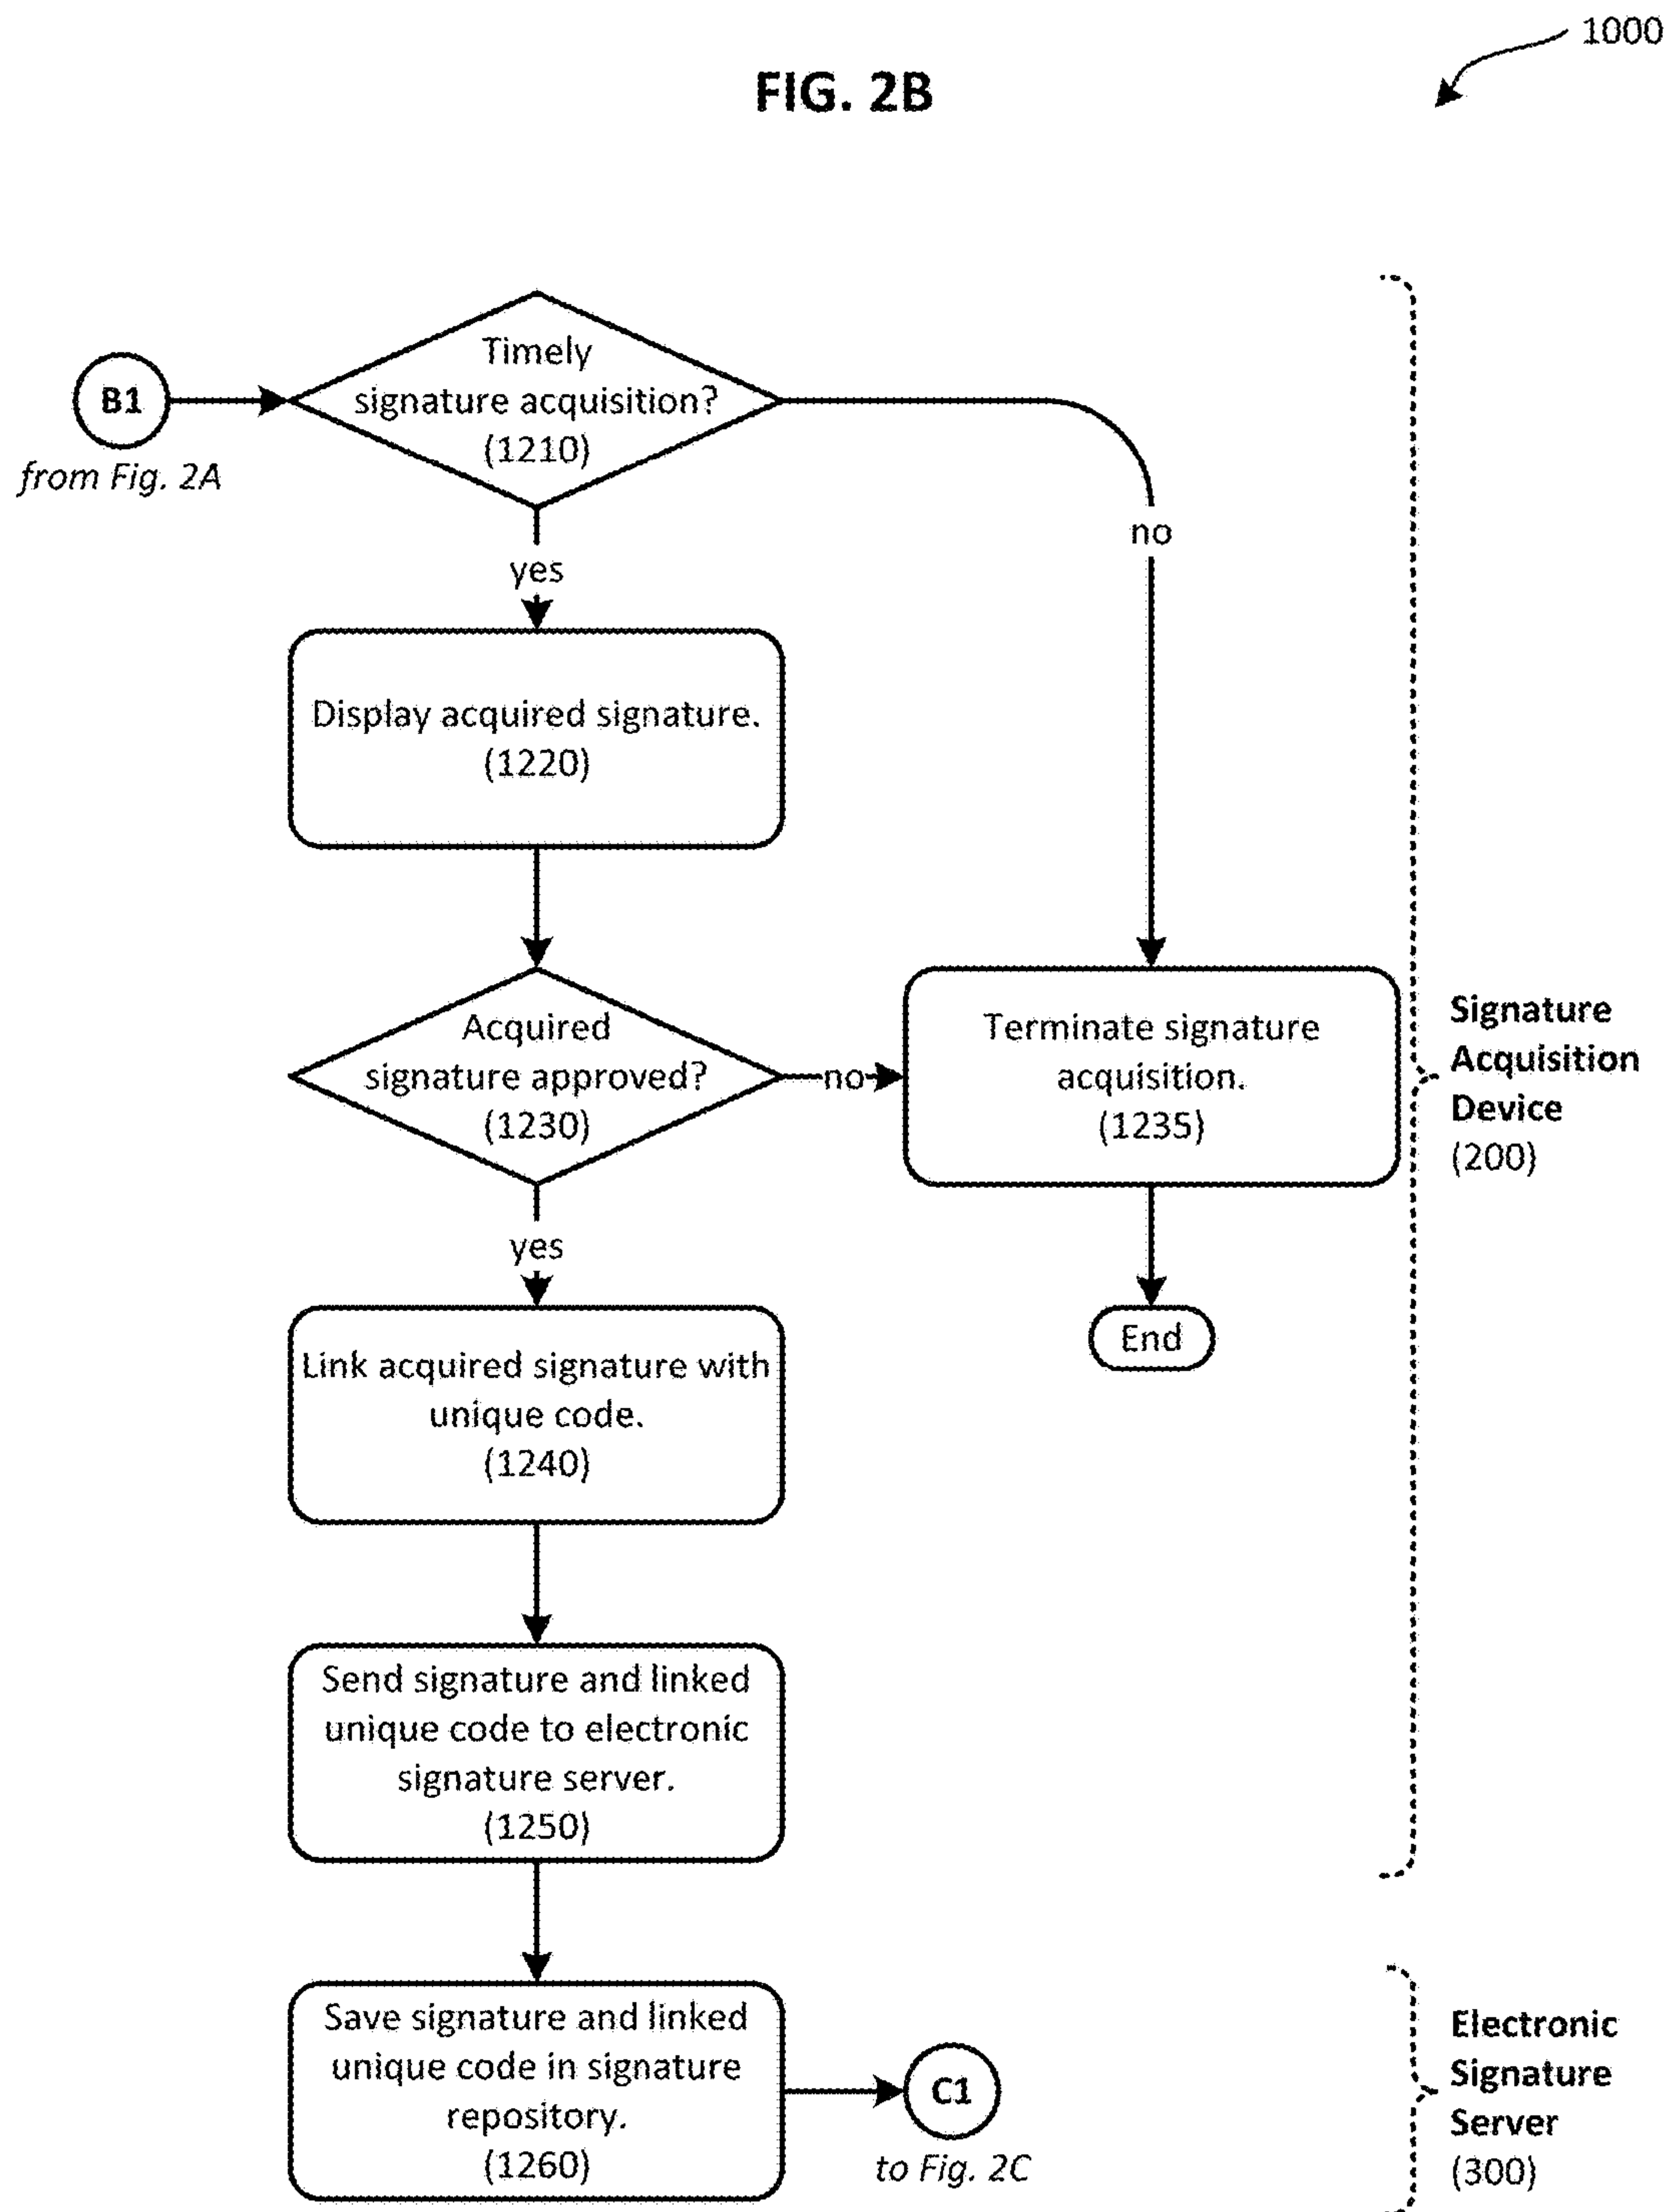 1000
FIG. 2B
Timely
signature acquisition?
(1210)
B1
from Fig. 2A
no
yes
Display acquired signature.
(1220)
Acquired
signature approved?
(1230)
no
Terminate signature
acquisition.
(1235)
Signature
Acquisition
Device
(200)
yes
End
Link acquired signature with
unique code.
(1240)
Send signature and linked
unique code to electronic
signature server.
(1250)
Save signature and linked
unique code in signature
repository.
(1260)
C1
to Fig. 2C
Electronic
Signature
Server
(300)